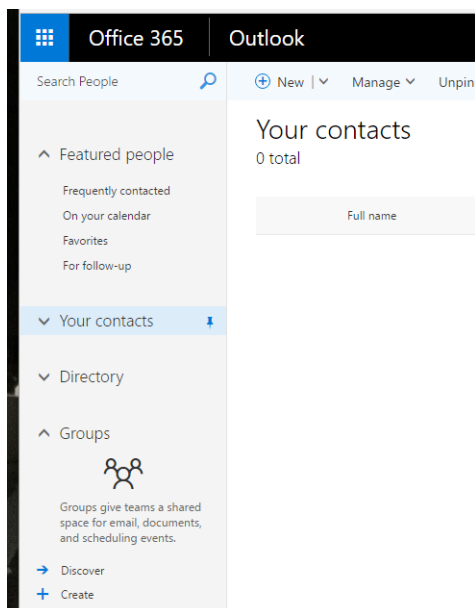 Office 365
Outlook
Search People
New
Manage
Unpin
Your contacts
0 total
Full name
Featured people
Frequently contacted
On your calendar
Favorites
For follow-up
Your contacts
Directory
Groups
Groups give teams a shared
space for email, documents,
and scheduling events.
Discover
Create